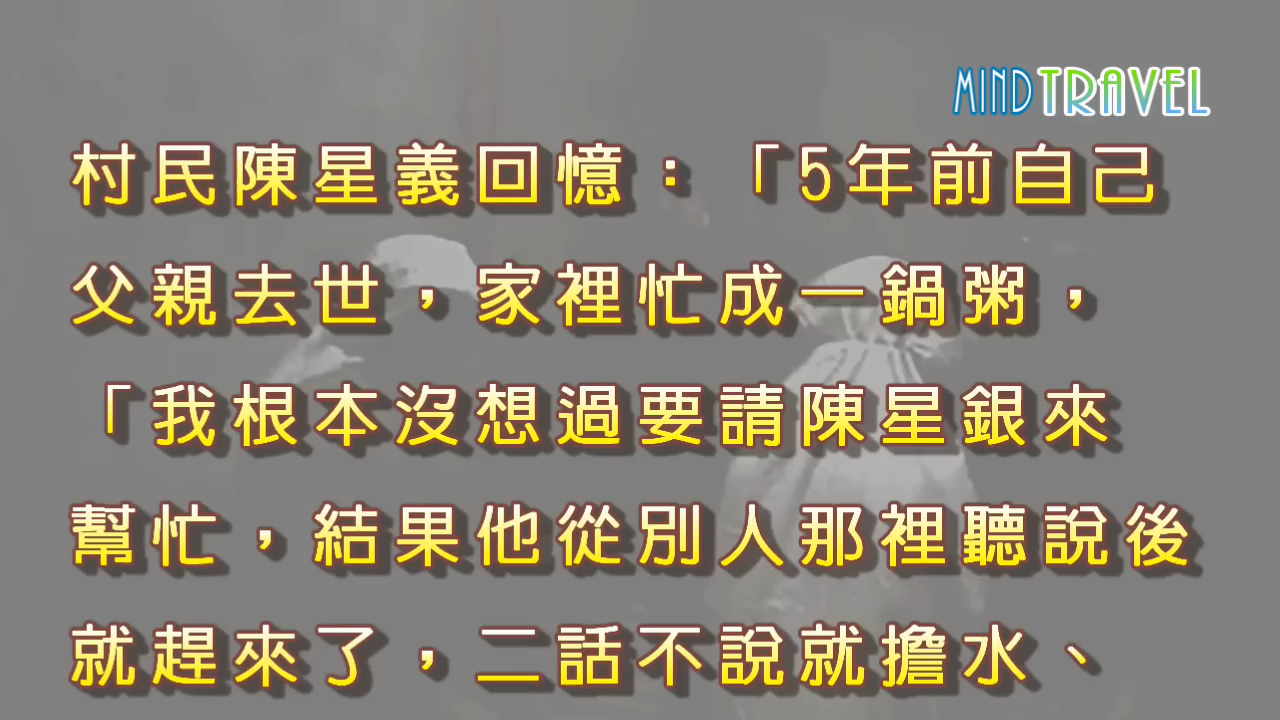 MIND TRAVEL
村民陳星義回憶：「5年前自己
父親去世，家裡忙成一鍋粥，
「我根本沒想過要請陳星銀來
幫忙，結果他從別人那裡聽說後
就趕來了，二話不說就擔水、